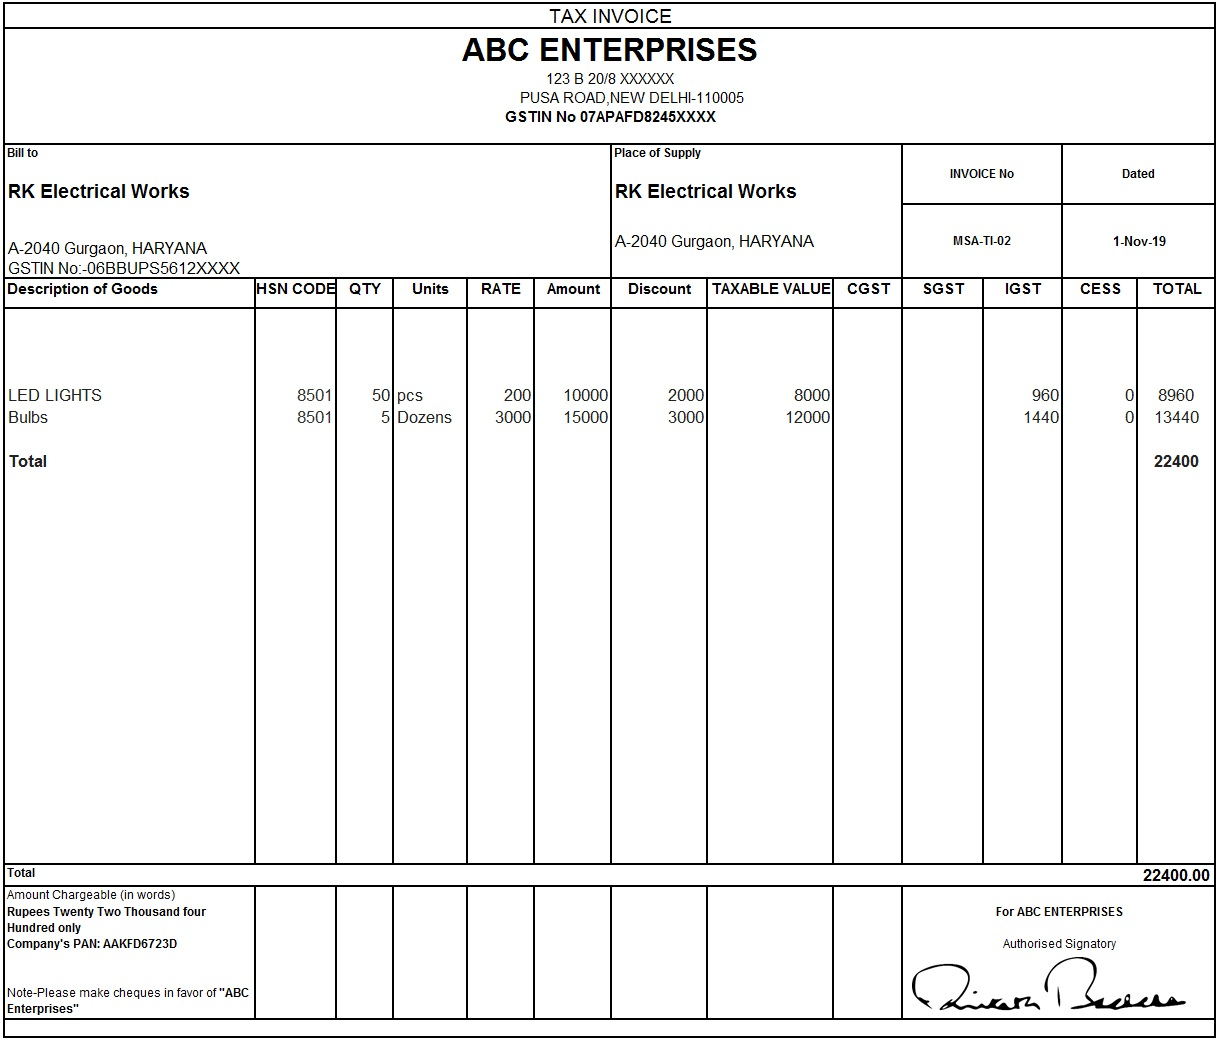 TAX INVOICE
ABC ENTERPRISES
123 B 20/8 XXXXXX
PUSA ROAD,NEW DELHI-110005
GSTIN No 07APAFD8245XXXX
Bill to
RK Electrical Works
A-2040 Gurgaon, HARYANA
GSTIN No:-06BBUPS5612XXXX
Place of Supply
RK Electrical Works
A-2040 Gurgaon, HARYANA
INVOICE No Dated
MSA-TI-02 1-Nov-19
Description of Goods HSN CODE QTY Units RATE Amount Discount TAXABLE VALUE CGST SGST IGST CESS TOTAL
LED LIGHTS 8501 50 pcs 200 10000 2000 8000 960 0 8960
Bulbs 8501 5 Dozens 3000 15000 3000 12000 1440 0 13440
Total 22400
Total 22400.00
Amount Chargeable (in words)
Rupees Twenty Two Thousand four
Hundred only
Company's PAN: AAKFD6723D
Note-Please make cheques in favor of "ABC
Enterprises"
For ABC ENTERPRISES
Authorised Signatory